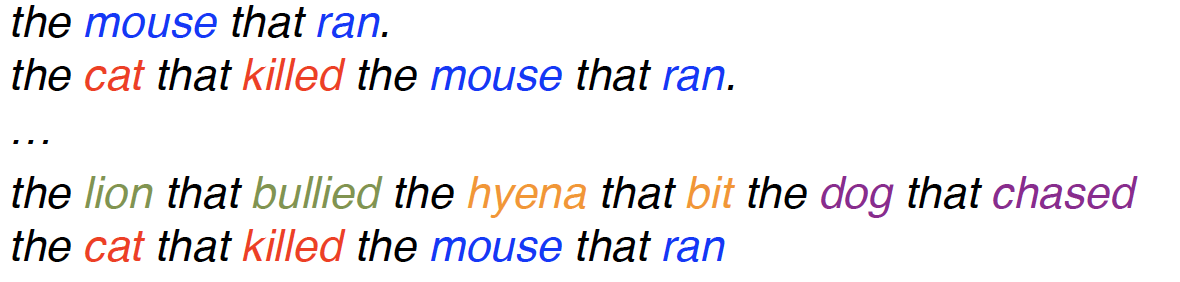 the mouse that ran.
the cat that killed the mouse that ran.
…
the lion that bullied the hyena that bit the dog that chased
the cat that killed the mouse that ran